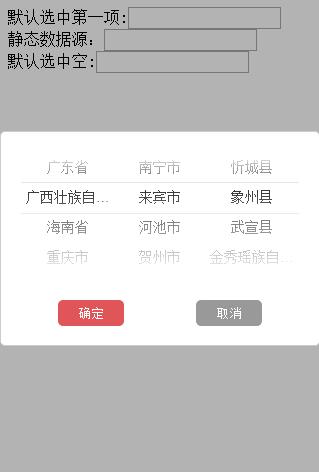 默认选中第一项:
静态数据源：
默认选中空:
广东省 南宁市 忻城县
广西壮族自... 来宾市 象州县
海南省 河池市 武宣县
重庆市 贺州市 金秀瑶族自...
确定 取消